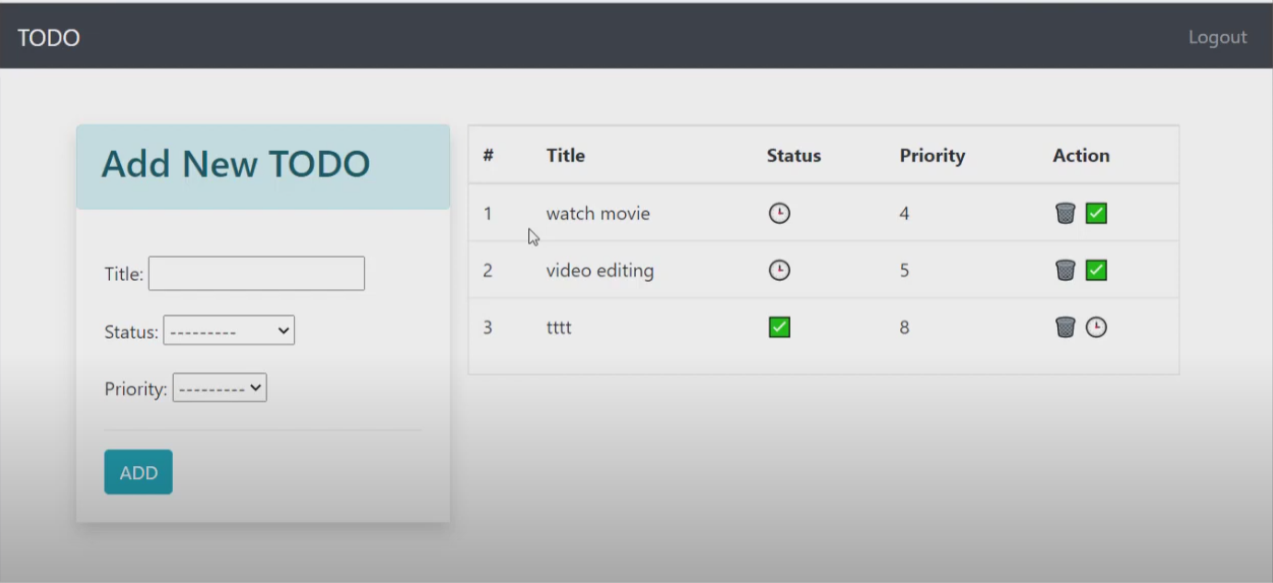 TODO Logout
Add New TODO
Title:
Status: ---------
Priority: ---------
ADD
# Title Status Priority Action
1 watch movie 4
2 video editing 5
3 tttt 8